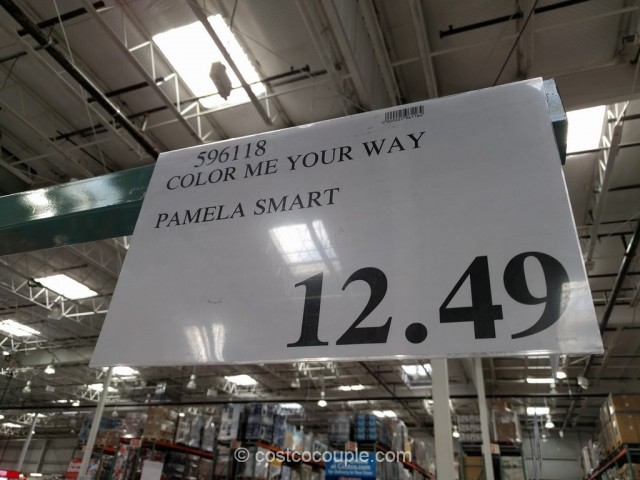 596118
COLOR ME YOUR WAY
PAMELA SMART
12.49
© costcocouple.com